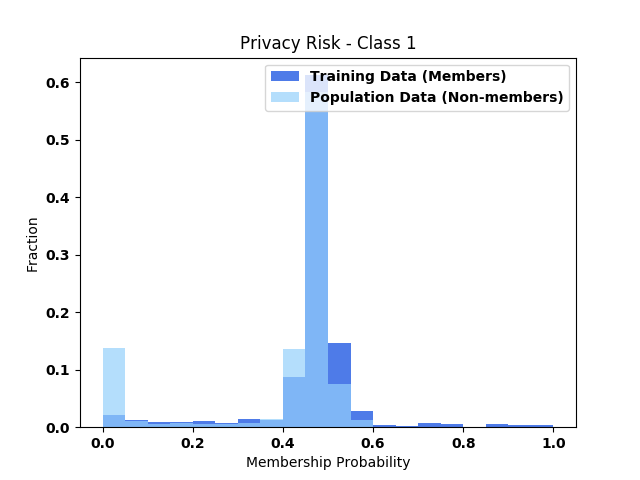 Privacy Risk - Class 1
Training Data (Members)
Population Data (Non-members)
0.6
0.5
0.4
0.3
0.2
0.1
0.0
Fraction
0.0 0.2 0.4 0.6 0.8 1.0
Membership Probability